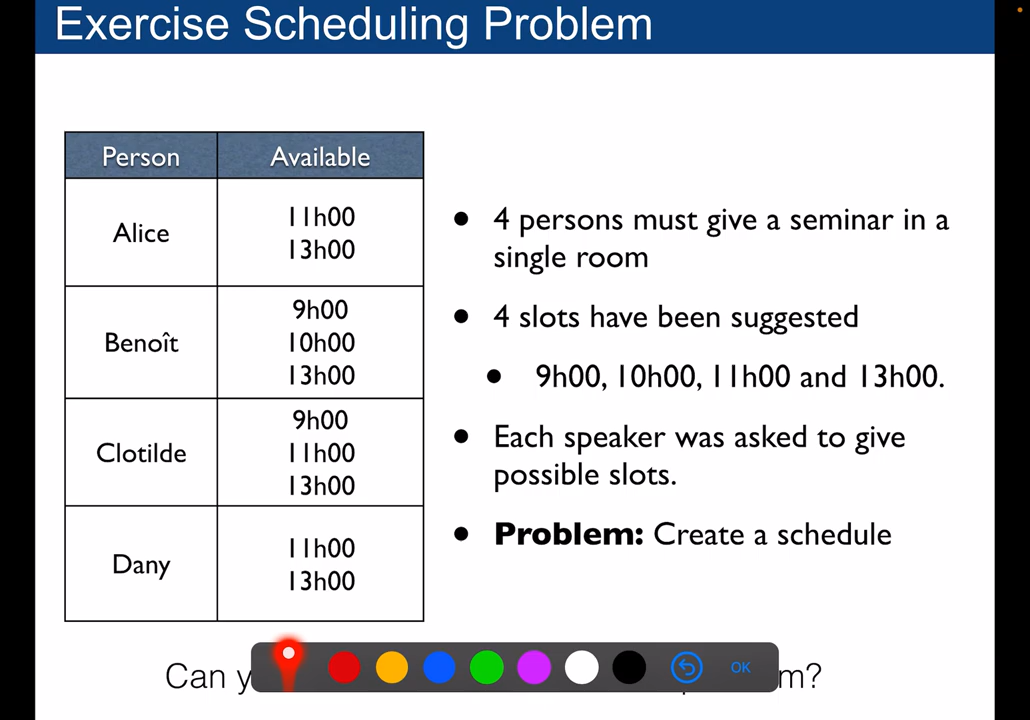 Exercise Scheduling Problem
Person Available
Alice
11h00
13h00
Benoît
9h00
10h00
13h00
Clotilde
9h00
11h00
13h00
Dany
11h00
13h00
• 4 persons must give a seminar in a
single room
• 4 slots have been suggested
• 9h00, 10h00, 11h00 and 13h00.
• Each speaker was asked to give
possible slots.
• Problem: Create a schedule
Can
OK